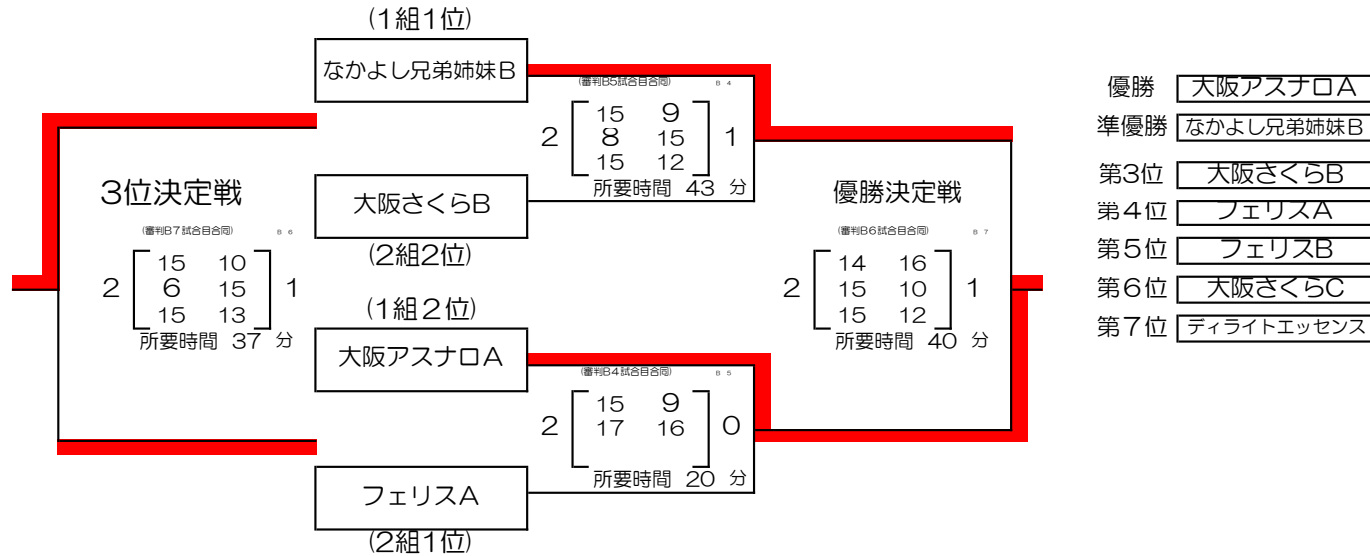 (1組1位)
なかよし兄弟姉妹B
(審判B5試合目合同) B 4
2 15 9 1
8 15
15 12
所要時間 43 分
大阪さくらB
(2組2位)
3位決定戦
(審判B7試合目合同) B 6
2 15 10 1
6 15
15 13
所要時間 37 分
優勝決定戦
(審判B6試合目合同) B 7
2 14 16 1
15 10
15 12
所要時間 40 分
(1組2位)
大阪アスナロA
(審判B4試合目合同) B 5
2 15 9 0
17 16
所要時間 20 分
フェリスA
(2組1位)
優勝 大阪アスナロA
準優勝 なかよし兄弟姉妹B
第3位 大阪さくらB
第4位 フェリスA
第5位 フェリスB
第6位 大阪さくらC
第7位 ディライトエッセンス